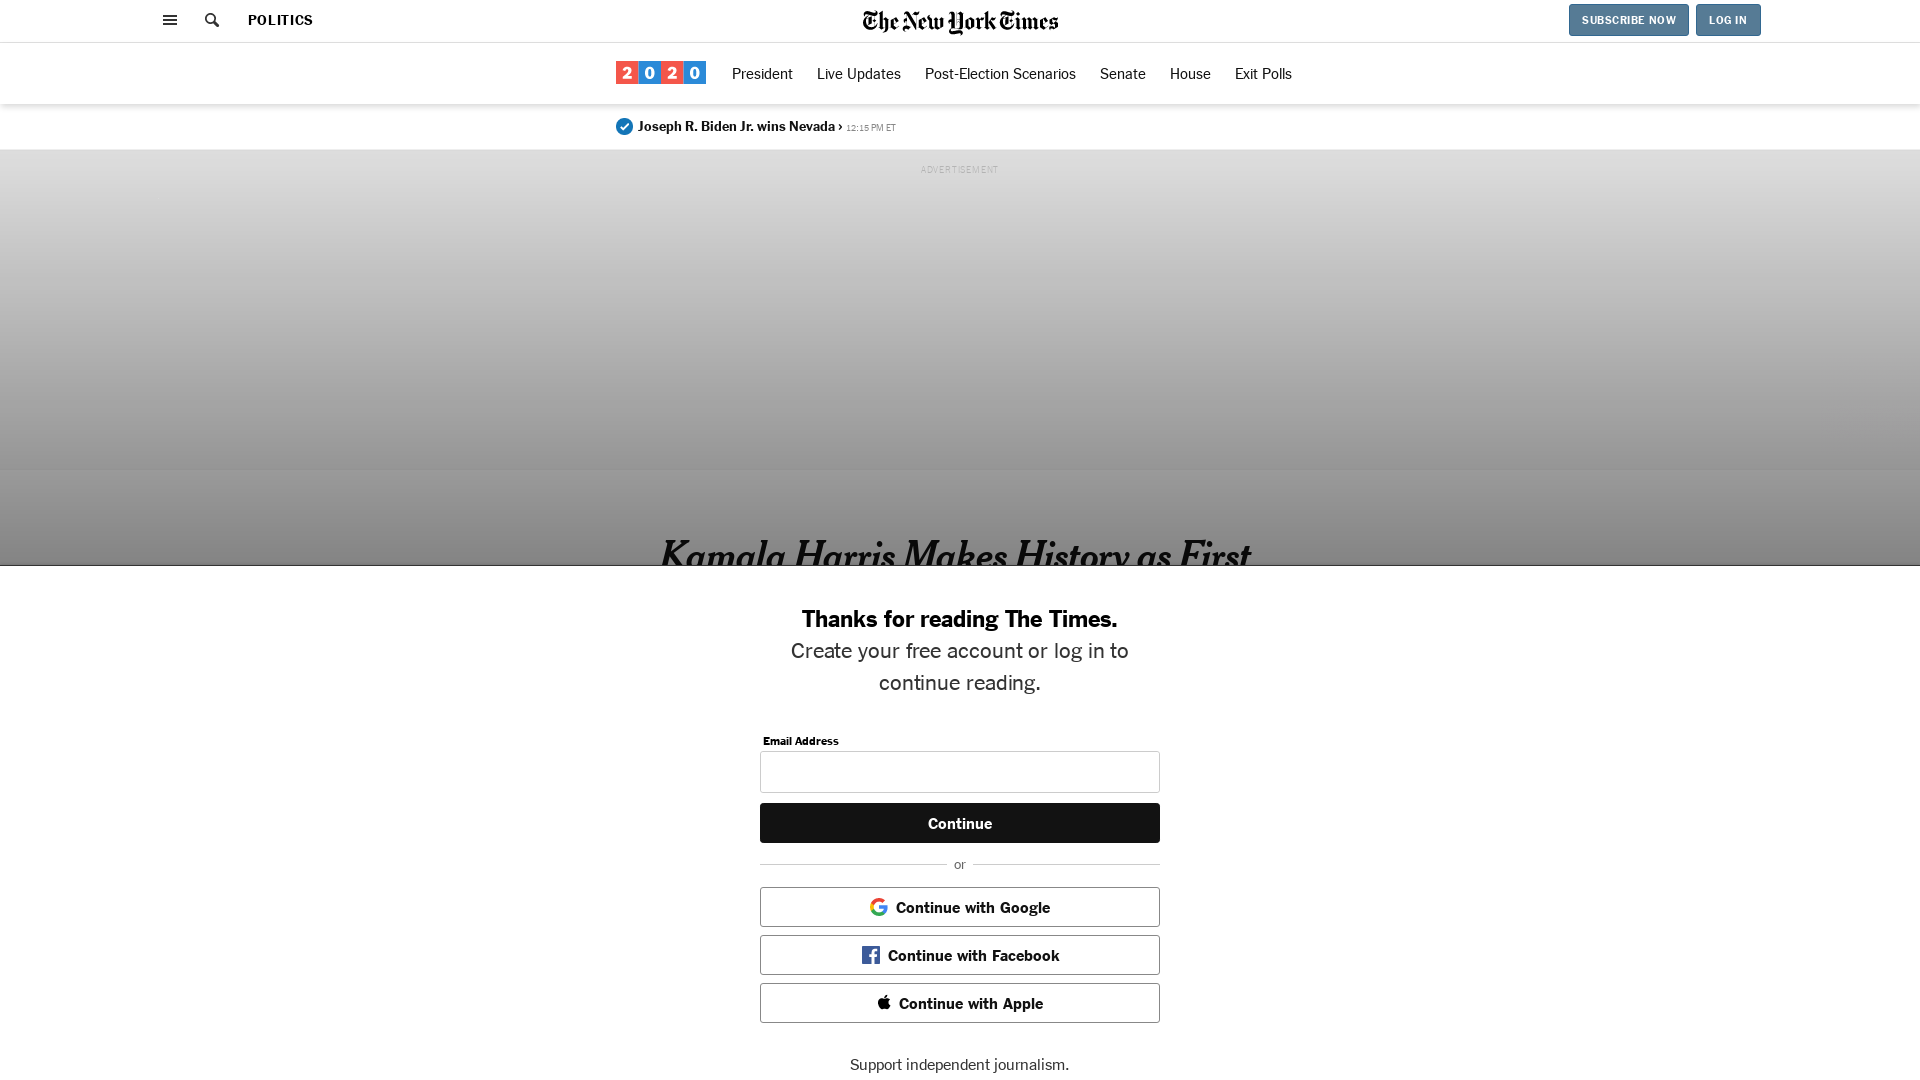 POLITICS
The New York Times
SUBSCRIBE NOW
LOG IN
2020
President
Live Updates
Post-Election Scenarios
Senate
House
Exit Polls
Joseph R. Biden Jr. wins Nevada › 12:15 PM ET
ADVERTISEMENT
Kamala Harris Makes History as First
Thanks for reading The Times.
Create your free account or log in to
continue reading.
Email Address
Continue
or
Continue with Google
Continue with Facebook
Continue with Apple
Support independent journalism.